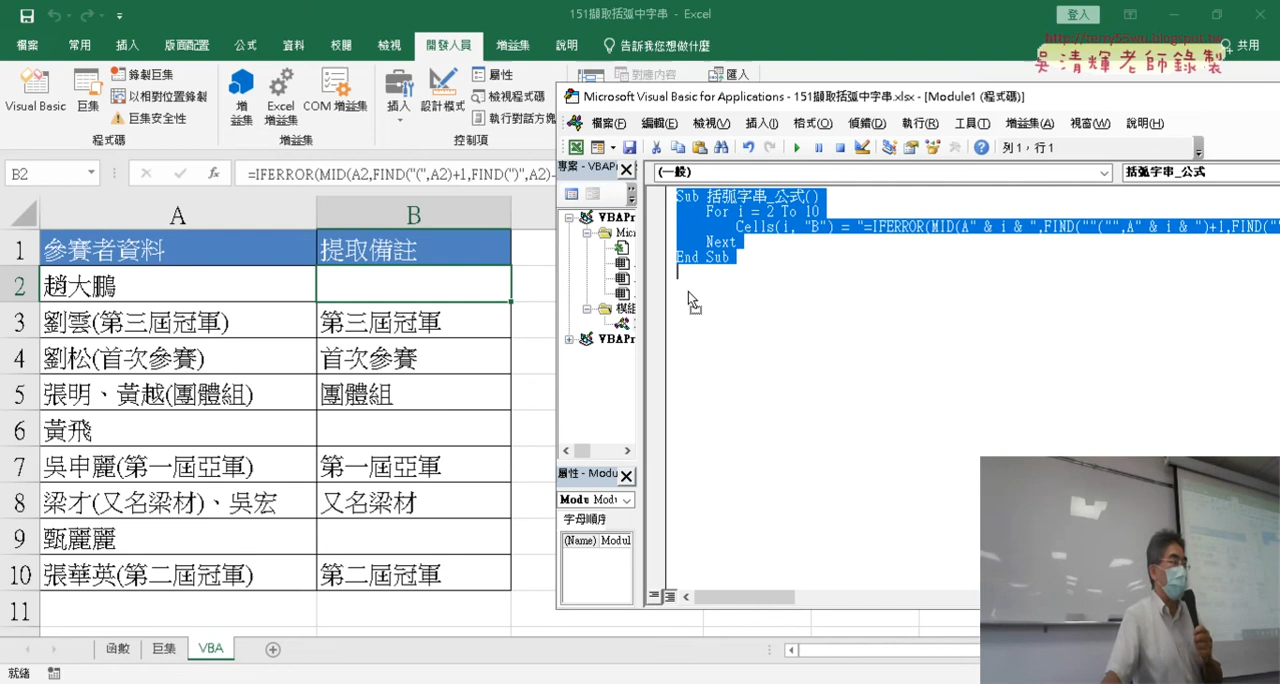 151擷取括弧中字串 - Excel
登入
http://terry55wu.blogspot.tw
吳清輝老師錄製
檔案 常用 插入 版面配置 公式 資料 校閱 檢視 開發人員 增益集 說明 告訴我您想做什麼 共用
Visual Basic 巨集 錄製巨集 以相對位置錄製 巨集安全性 程式碼
增益集 Excel 增益集 COM 增益集 增益集
插入 設計模式 屬性 檢視程式碼 執行對話方塊 控制項
對應內容 匯入
B2 fx =IFERROR(MID(A2,FIND("(",A2)+1,FIND(")",A2)-
A B
1 參賽者資料 提取備註
2 趙大鵬
3 劉雲(第三屆冠軍) 第三屆冠軍
4 劉松(首次參賽) 首次參賽
5 張明、黃越(團體組) 團體組
6 黃飛
7 吳申麗(第一屆亞軍) 第一屆亞軍
8 梁才(又名梁材)、吳宏 又名梁材
9 甄麗麗
10 張華英(第二屆冠軍) 第二屆冠軍
11
函數 巨集 VBA
就緒
Microsoft Visual Basic for Applications - 151擷取括弧中字串.xlsx - [Module1 (程式碼)]
檔案(F) 編輯(E) 檢視(V) 插入(I) 格式(O) 偵錯(D) 執行(R) 工具(T) 增益集(A) 視窗(W) 說明(H)
列 1, 行 1
專案 - VBAPr
VBAPr
Micr
模組
VBAPr
屬性 - Modu
Modu Modu
字母順序
(Name) Modul
(一般) 括弧字串_公式
Sub 括弧字串_公式()
For i = 2 To 10
Cells(i, "B") = "=IFERROR(MID(A" & i & ",FIND(""("",A" & i & ")+1,FIND(""
Next
End Sub